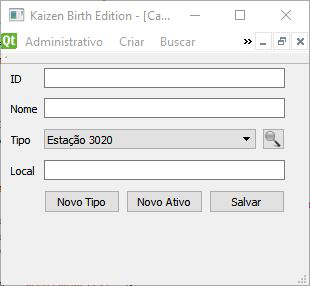 Kaizen Birth Edition - [Ca...
Qt Administrativo Criar Buscar »
ID
Nome
Tipo Estação 3020
Local
Novo Tipo Novo Ativo Salvar